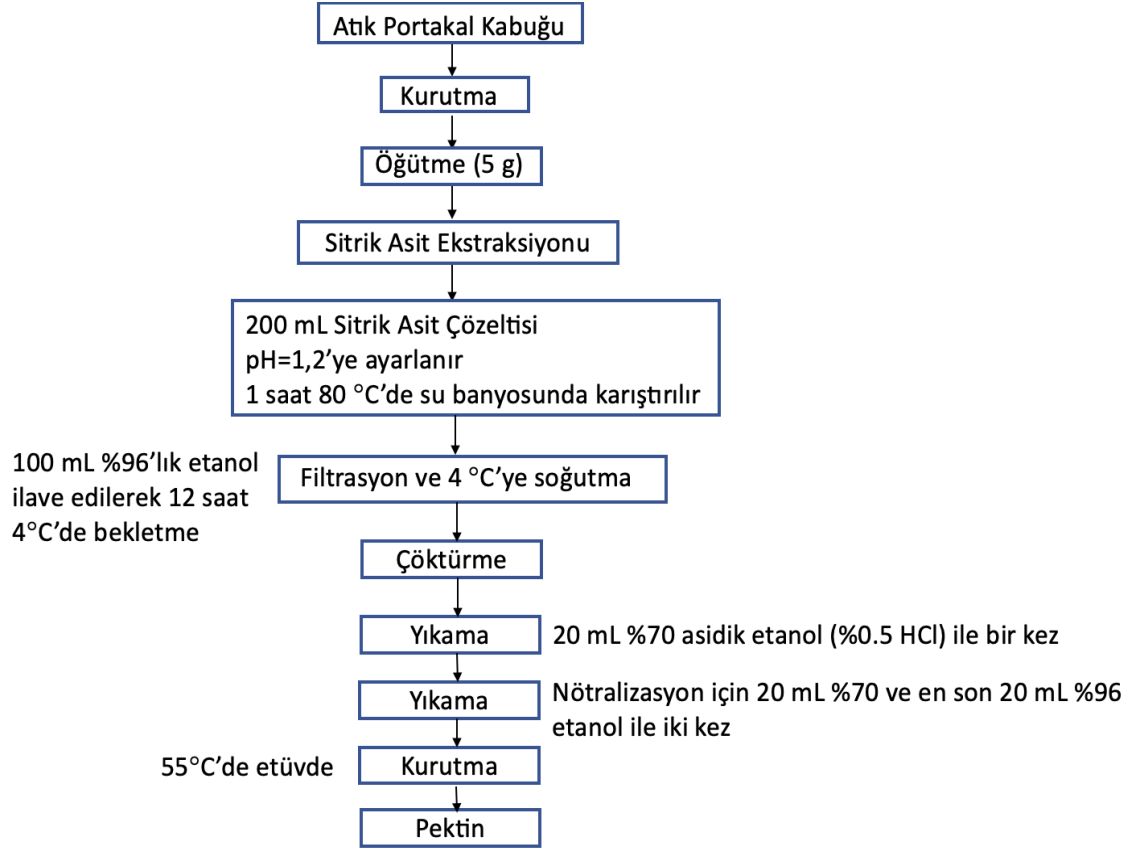 Atık Portakal Kabuğu
Kurutma
Öğütme (5 g)
Sitrik Asit Ekstraksiyonu
200 mL Sitrik Asit Çözeltisi
pH=1,2’ye ayarlanır
1 saat 80 °C’de su banyosunda karıştırılır
100 mL %96’lık etanol
ilave edilerek 12 saat
4°C’de bekletme
Filtrasyon ve 4 °C’ye soğutma
Çöktürme
Yıkama
20 mL %70 asidik etanol (%0.5 HCl) ile bir kez
Yıkama
Nötralizasyon için 20 mL %70 ve en son 20 mL %96
etanol ile iki kez
55°C’de etüvde
Kurutma
Pektin